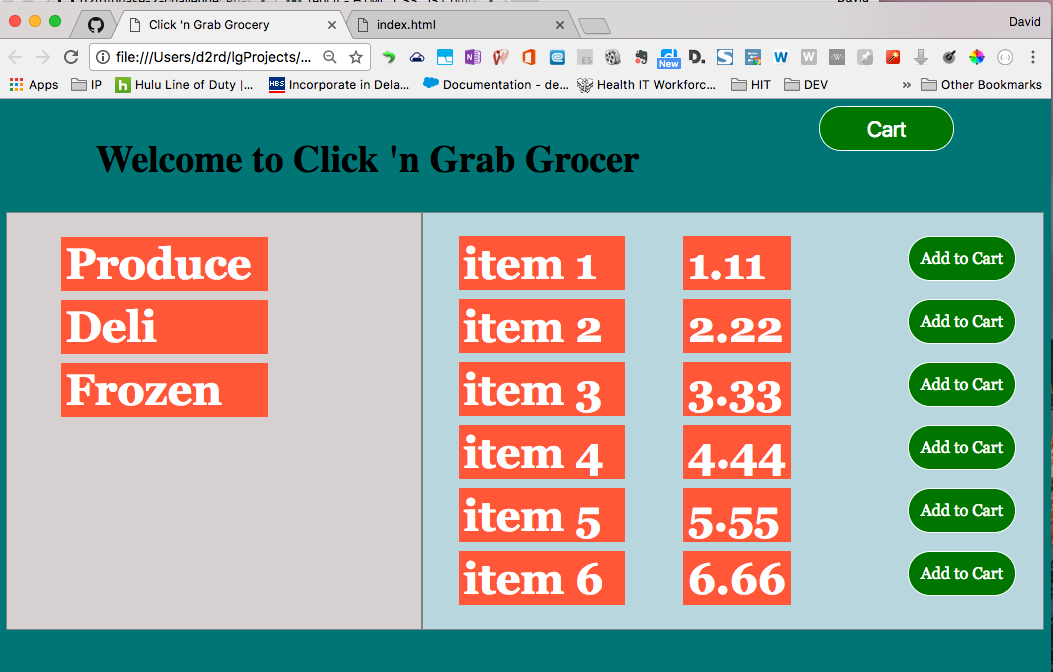 Click 'n Grab Grocery
index.html
David
file:///Users/d2rd/lgProjects/...
New
Apps
IP
Hulu Line of Duty |...
HBS
Incorporate in Dela...
Documentation - de...
Health IT Workforc...
HIT
DEV
»
Other Bookmarks
Cart
Welcome to Click 'n Grab Grocer
Produce
Deli
Frozen
item 1 1.11 Add to Cart
item 2 2.22 Add to Cart
item 3 3.33 Add to Cart
item 4 4.44 Add to Cart
item 5 5.55 Add to Cart
item 6 6.66 Add to Cart